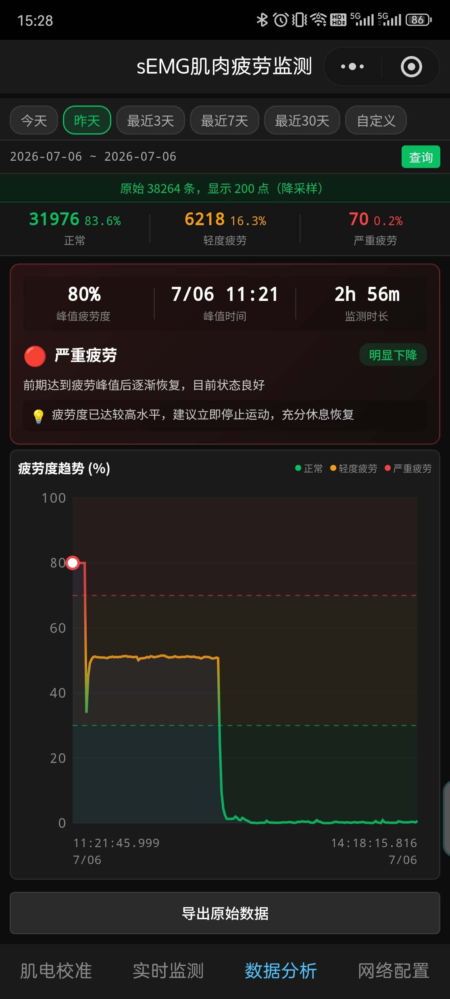 15:28
5G 5G 86
sEMG肌肉疲劳监测
今天 昨天 最近3天 最近7天 最近30天 自定义
2026-07-06 ~ 2026-07-06 查询
原始 38264 条，显示 200 点（降采样）
31976 83.6% 6218 16.3% 70 0.2%
正常 轻度疲劳 严重疲劳
80% 7/06 11:21 2h 56m
峰值疲劳度 峰值时间 监测时长
严重疲劳 明显下降
前期达到疲劳峰值后逐渐恢复，目前状态良好
疲劳度已达较高水平，建议立即停止运动，充分休息恢复
疲劳度趋势 (%) 正常 轻度疲劳 严重疲劳
100
80
60
40
20
0
11:21:45.999 14:18:15.816
7/06 7/06
导出原始数据
肌电校准 实时监测 数据分析 网络配置